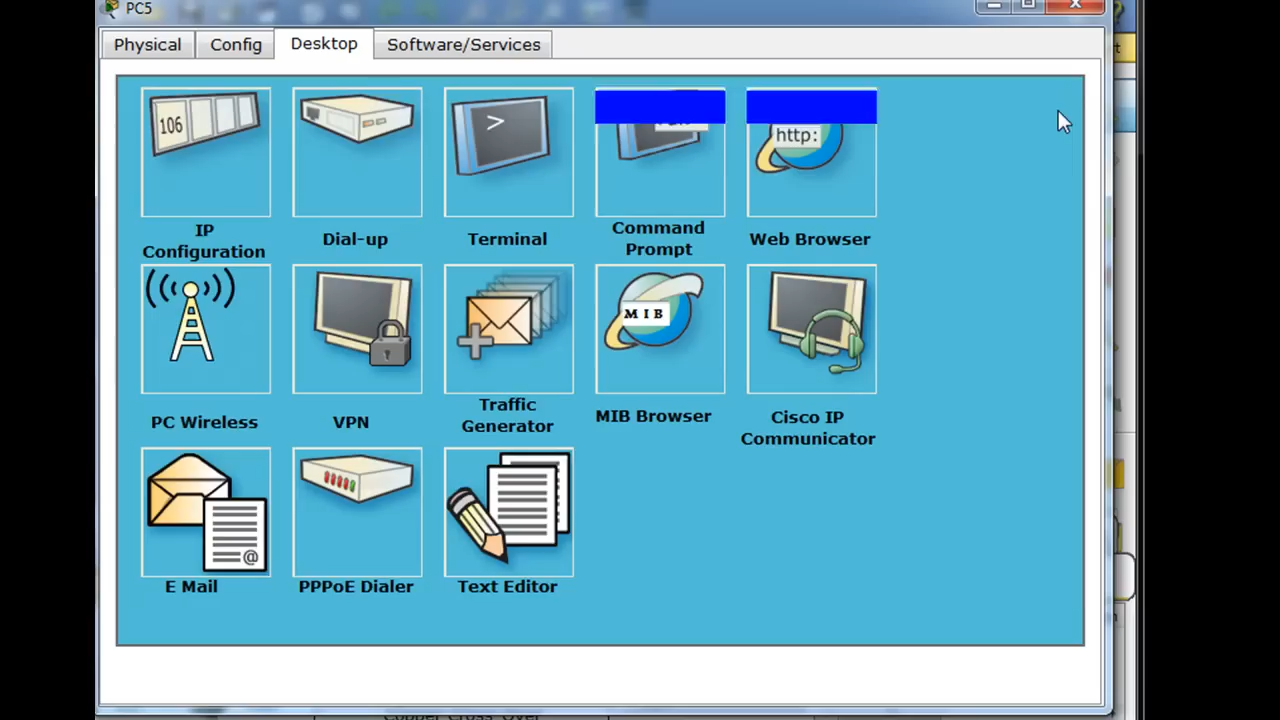 PC5
Physical
Config
Desktop
Software/Services
106
>
http:
IP
Configuration
Dial-up
Terminal
Command
Prompt
Web Browser
MIB
PC Wireless
VPN
Traffic
Generator
MIB Browser
Cisco IP
Communicator
@
E Mail
PPPoE Dialer
Text Editor